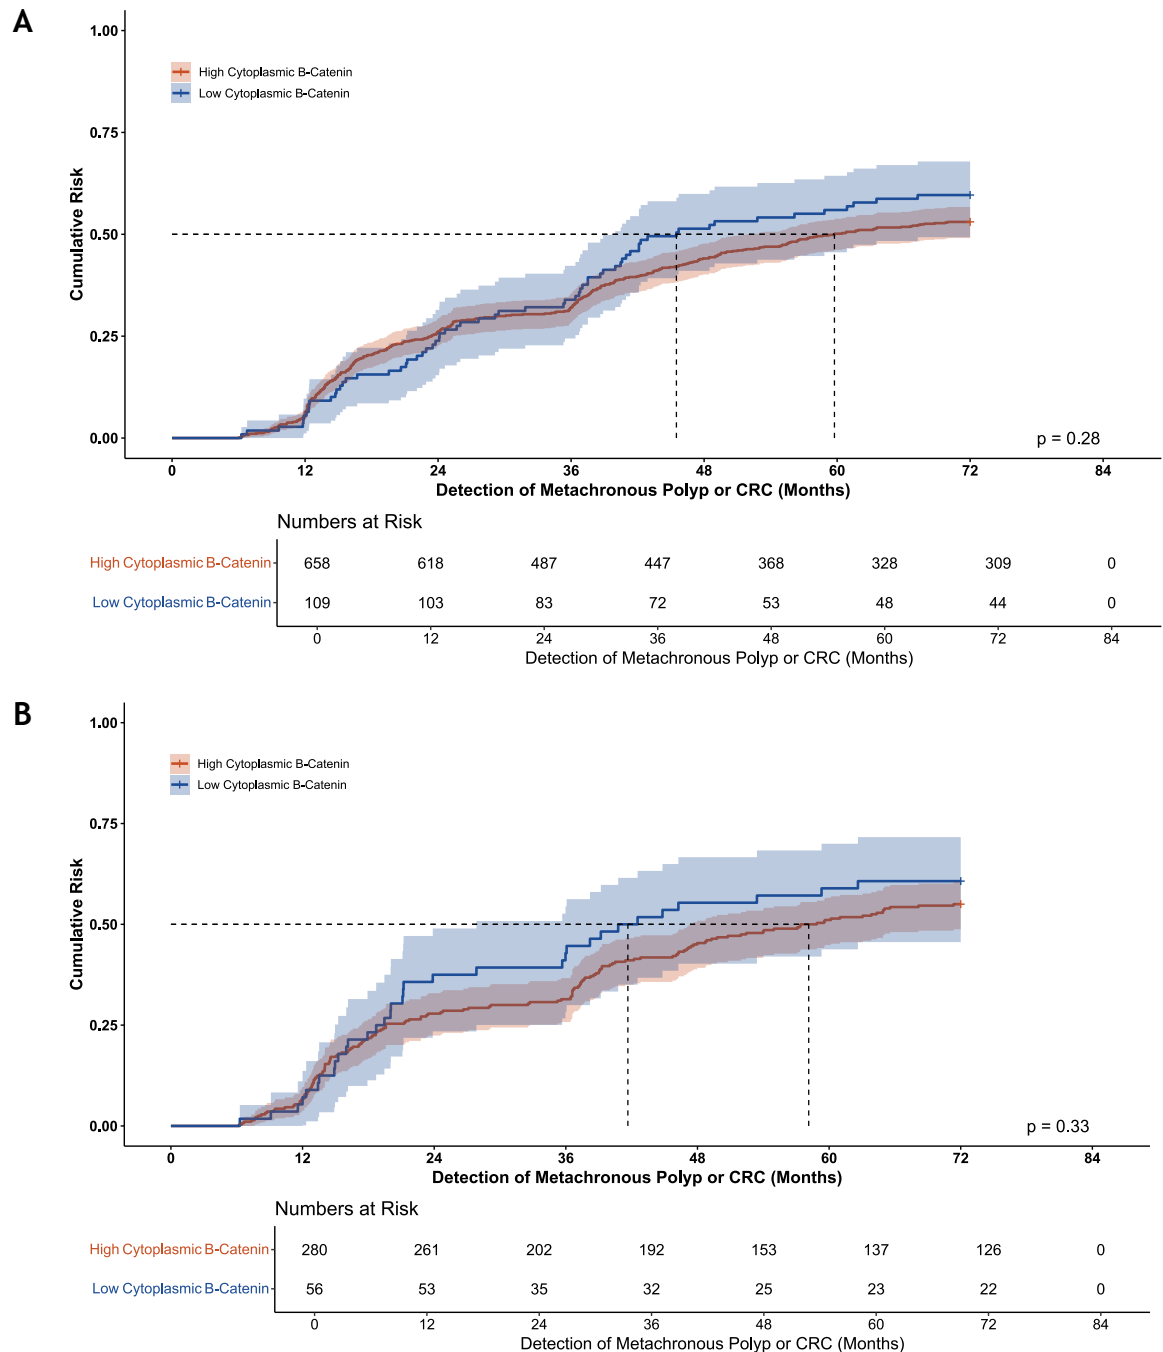 A
1.00
0.75
0.50
0.25
0.00
Cumulative Risk
High Cytoplasmic B-Catenin
Low Cytoplasmic B-Catenin
p = 0.28
0 12 24 36 48 60 72 84
Detection of Metachronous Polyp or CRC (Months)
Numbers at Risk
High Cytoplasmic B-Catenin 658 618 487 447 368 328 309 0
Low Cytoplasmic B-Catenin 109 103 83 72 53 48 44 0
0 12 24 36 48 60 72 84
Detection of Metachronous Polyp or CRC (Months)
B
1.00
0.75
0.50
0.25
0.00
Cumulative Risk
High Cytoplasmic B-Catenin
Low Cytoplasmic B-Catenin
p = 0.33
0 12 24 36 48 60 72 84
Detection of Metachronous Polyp or CRC (Months)
Numbers at Risk
High Cytoplasmic B-Catenin 280 261 202 192 153 137 126 0
Low Cytoplasmic B-Catenin 56 53 35 32 25 23 22 0
0 12 24 36 48 60 72 84
Detection of Metachronous Polyp or CRC (Months)